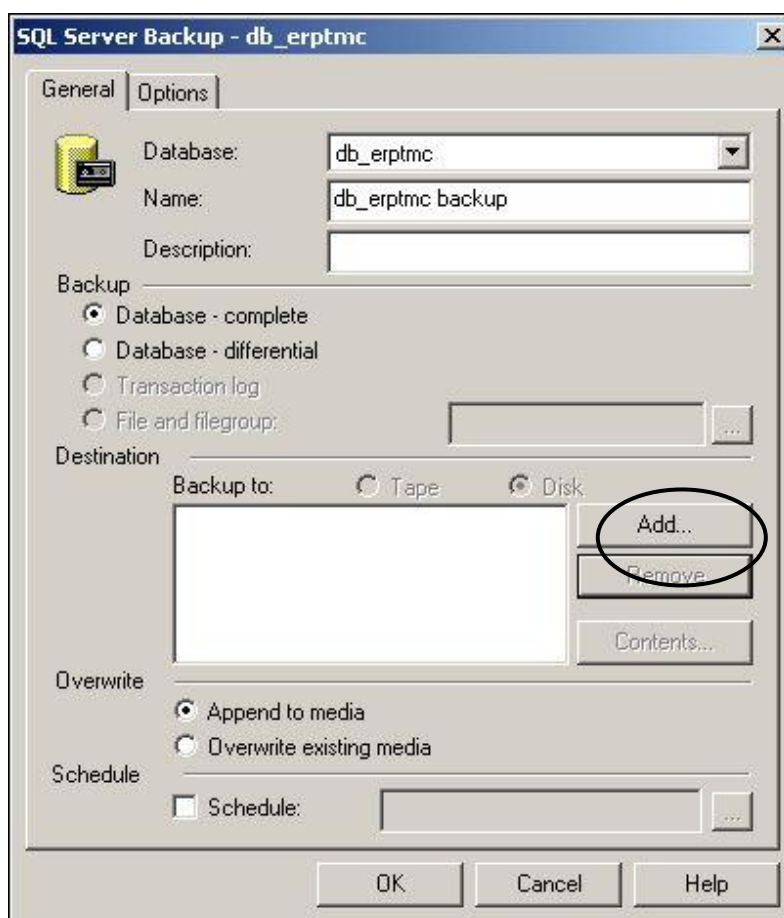 SQL Server Backup - db_erptmc
General Options
Database: db_erptmc
Name: db_erptmc backup
Description:
Backup
Database - complete
Database - differential
Transaction log
File and filegroup: ...
Destination
Backup to: Tape Disk
Add...
Remove
Contents...
Overwrite
Append to media
Overwrite existing media
Schedule
Schedule: ...
OK Cancel Help